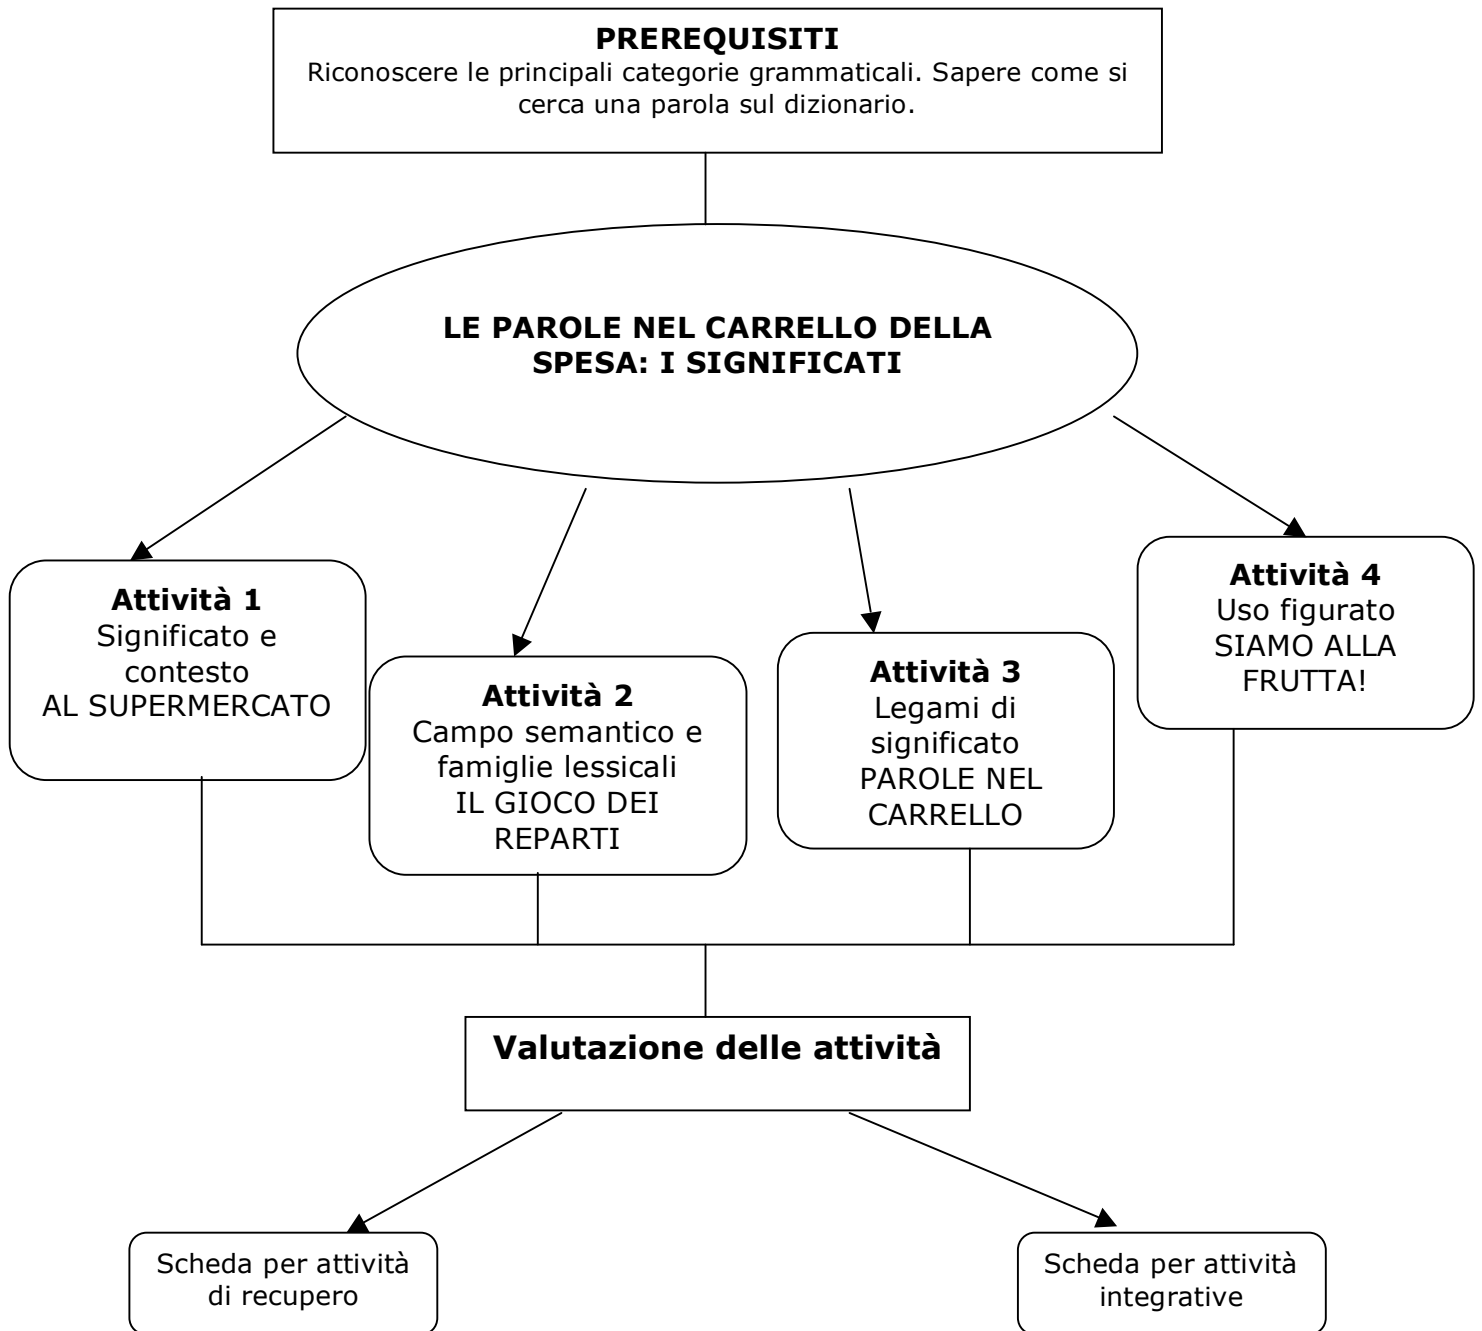 PREREQUISITI
Riconoscere le principali categorie grammaticali. Sapere come si
cerca una parola sul dizionario.
LE PAROLE NEL CARRELLO DELLA
SPESA: I SIGNIFICATI
Attività 1
Significato e
contesto
AL SUPERMERCATO
Attività 2
Campo semantico e
famiglie lessicali
IL GIOCO DEI
REPARTI
Attività 3
Legami di
significato
PAROLE NEL
CARRELLO
Attività 4
Uso figurato
SIAMO ALLA
FRUTTA!
Valutazione delle attività
Scheda per attività
di recupero
Scheda per attività
integrative